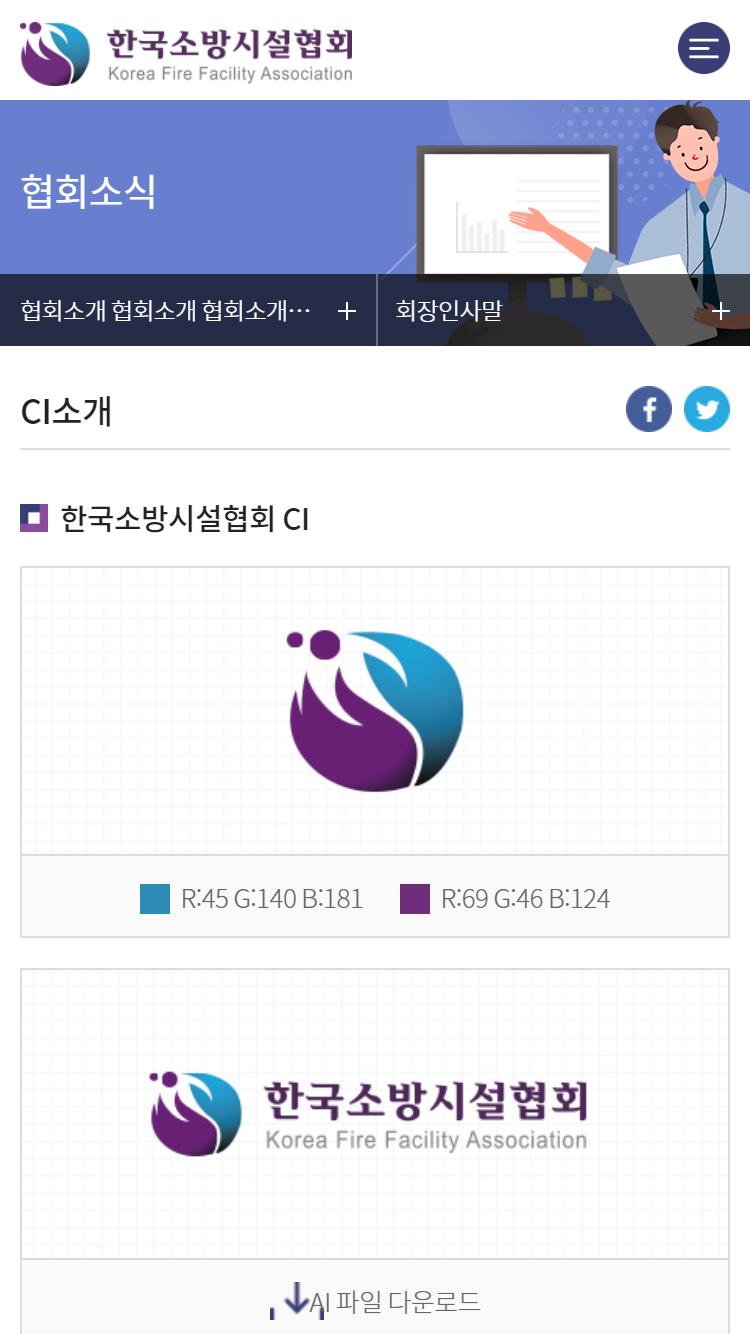 한국소방시설협회
Korea Fire Facility Association
협회소식
협회소개 협회소개 협회소개…
회장인사말
CI소개
한국소방시설협회 CI
R:45 G:140 B:181
R:69 G:46 B:124
한국소방시설협회
Korea Fire Facility Association
AI 파일 다운로드